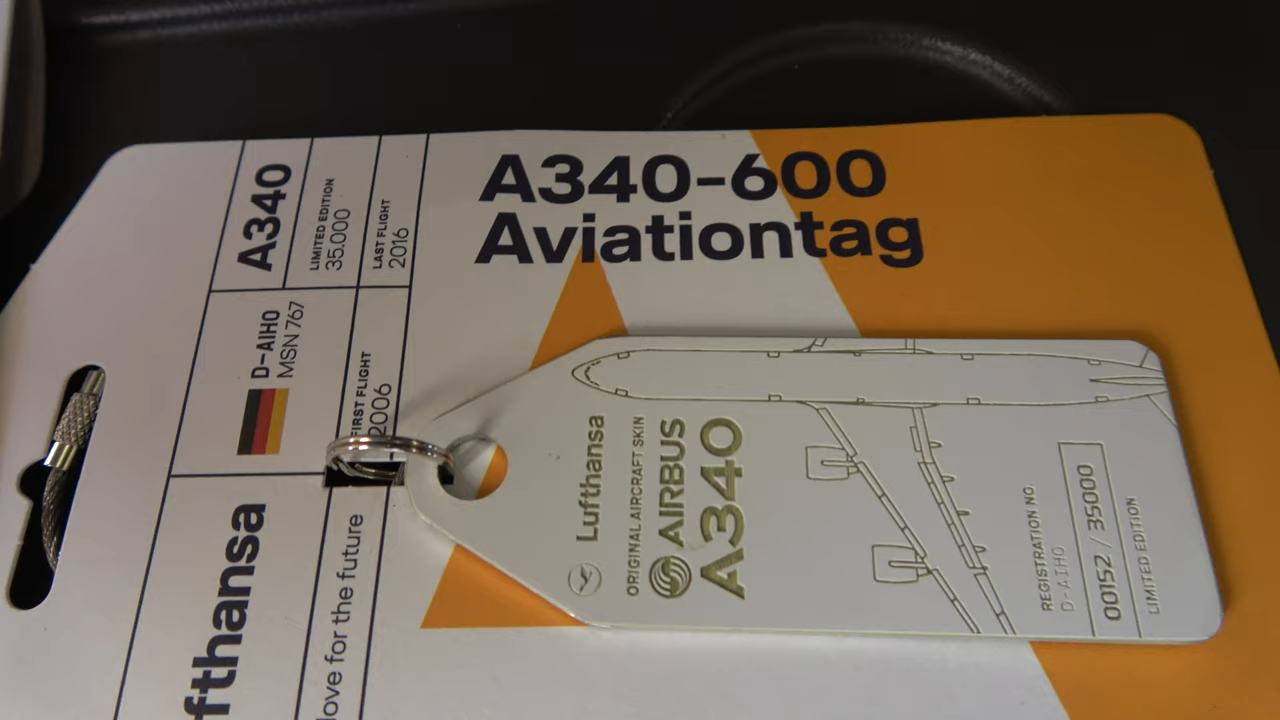 A340-600
Aviationtag
A340
LIMITED EDITION
35.000
LAST FLIGHT
2016
D-AIHO
MSN 767
FIRST FLIGHT
2006
fthansa
love for the future
Lufthansa
ORIGINAL AIRCRAFT SKIN
AIRBUS
A340
REGISTRATION NO.
D-AIHO
00152 / 35000
LIMITED EDITION